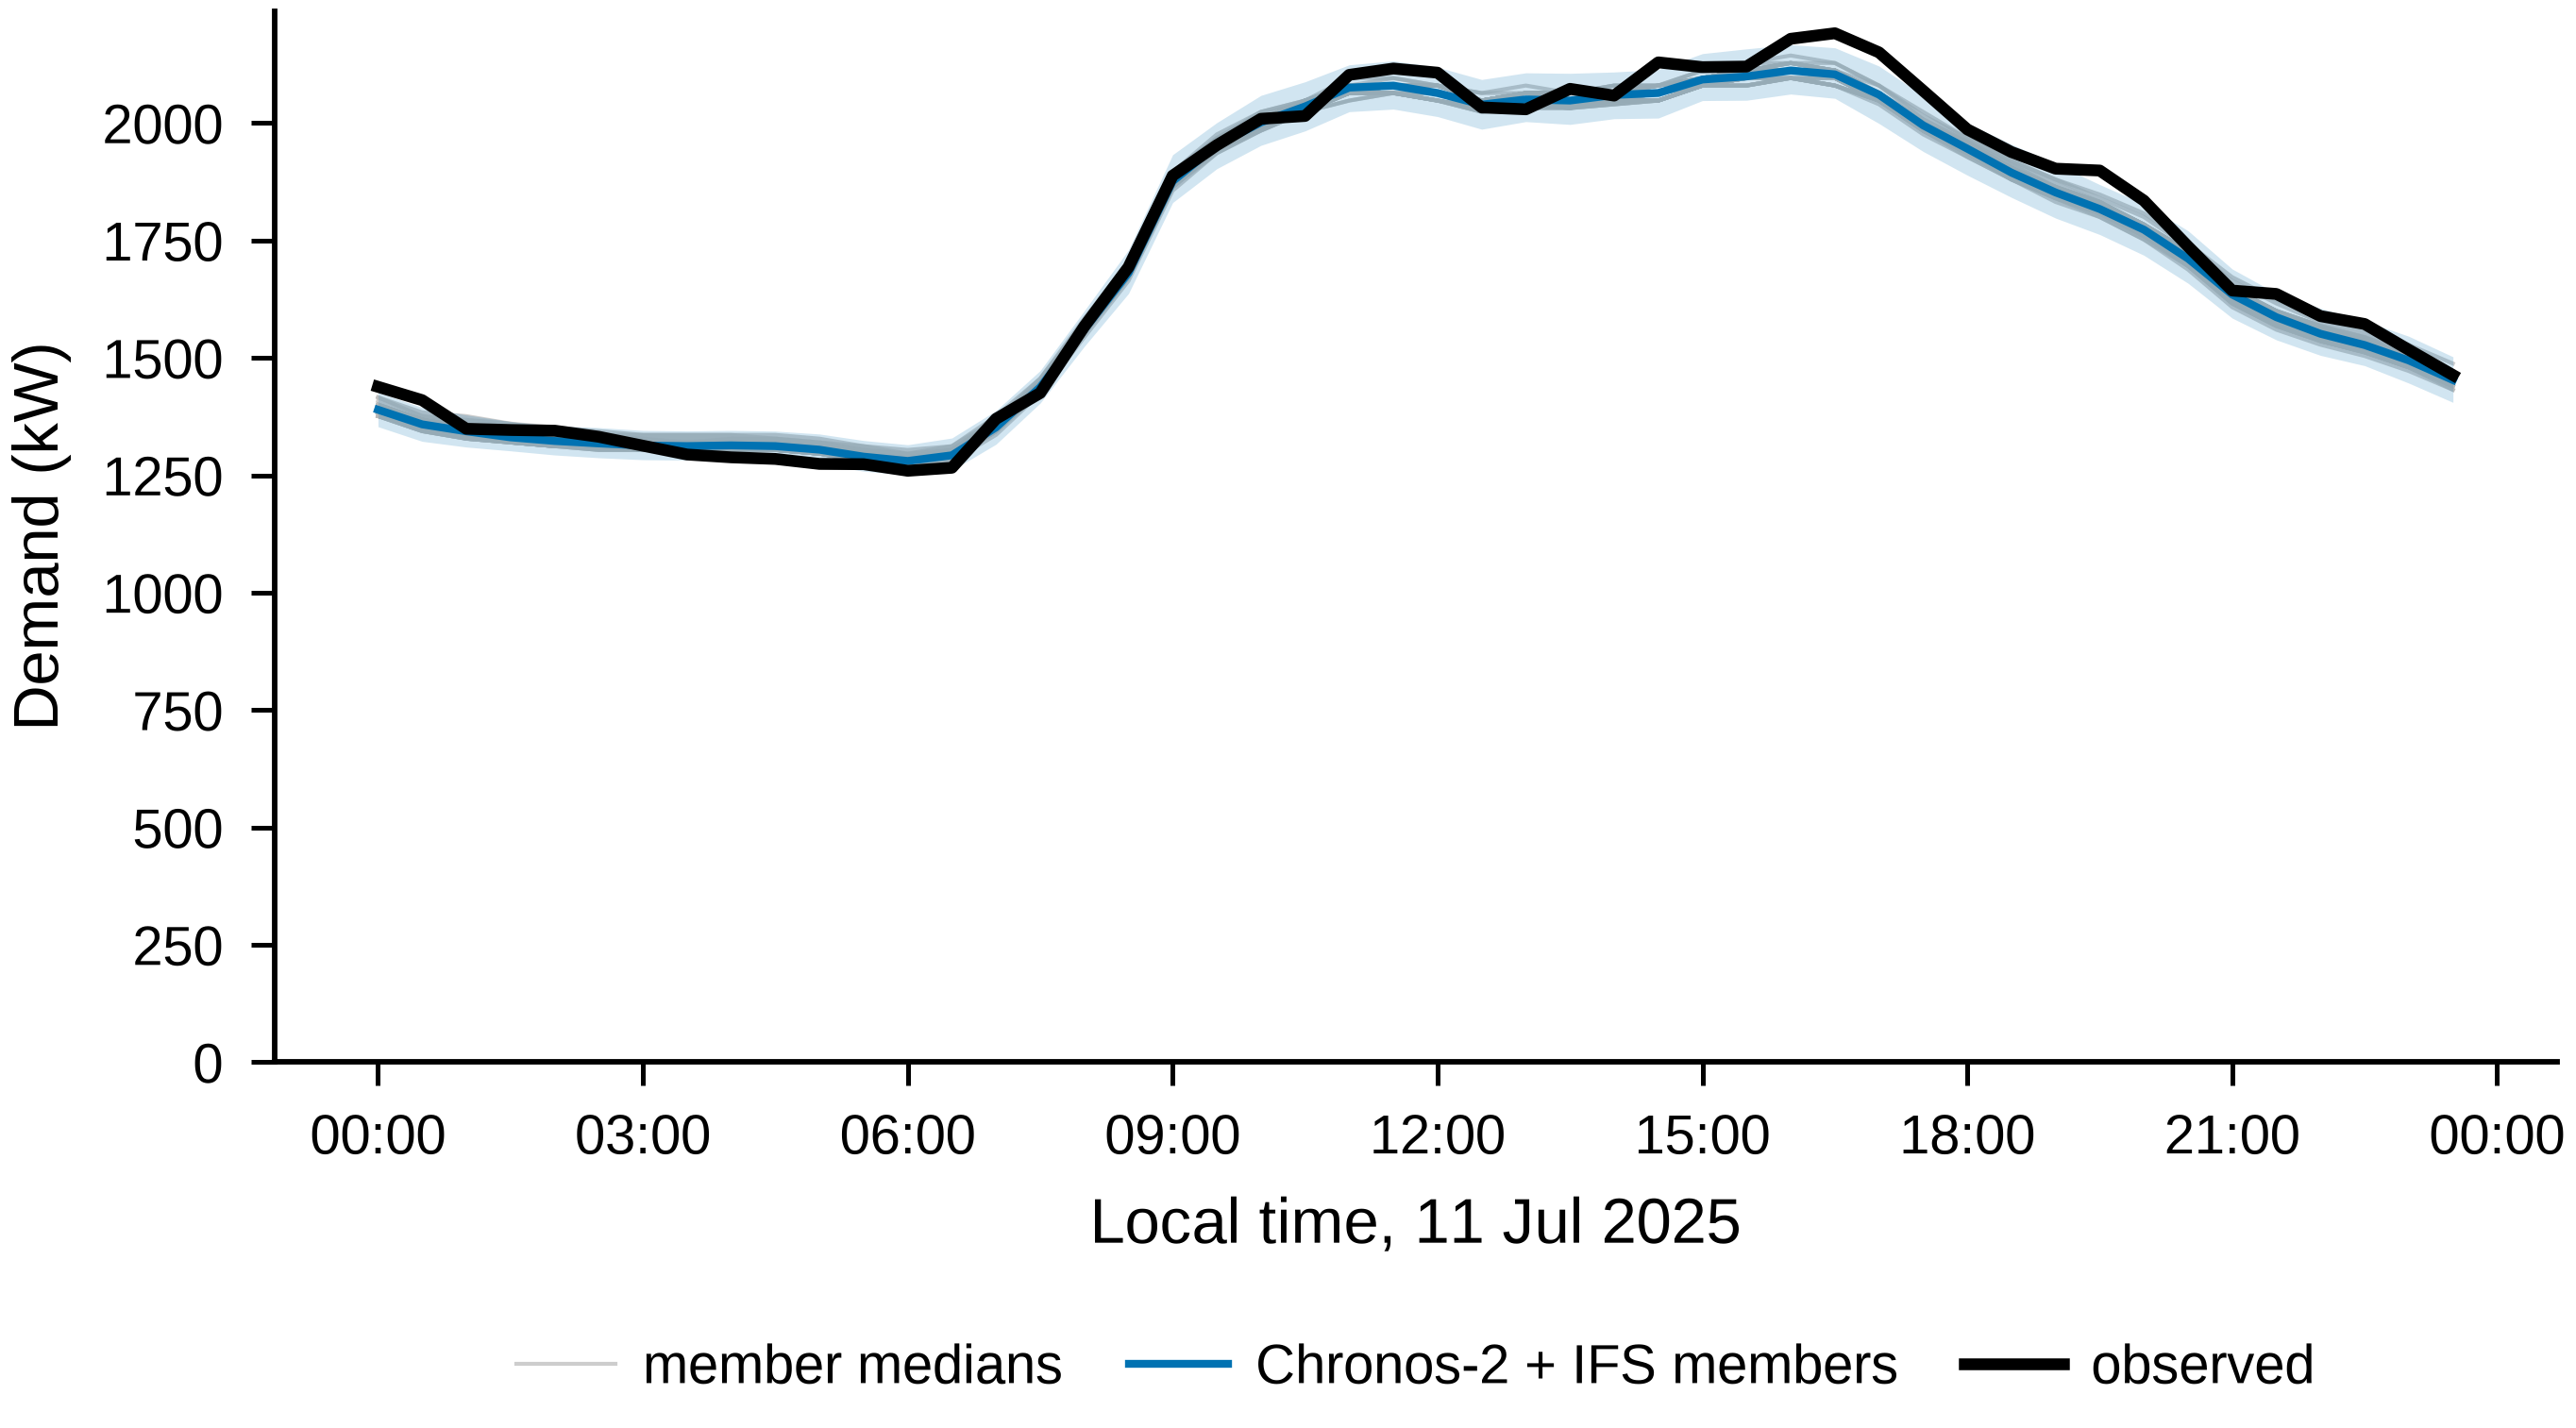 Demand (kW)
2000
1750
1500
1250
1000
750
500
250
0
00:00 03:00 06:00 09:00 12:00 15:00 18:00 21:00 00:00
Local time, 11 Jul 2025
member medians Chronos-2 + IFS members observed